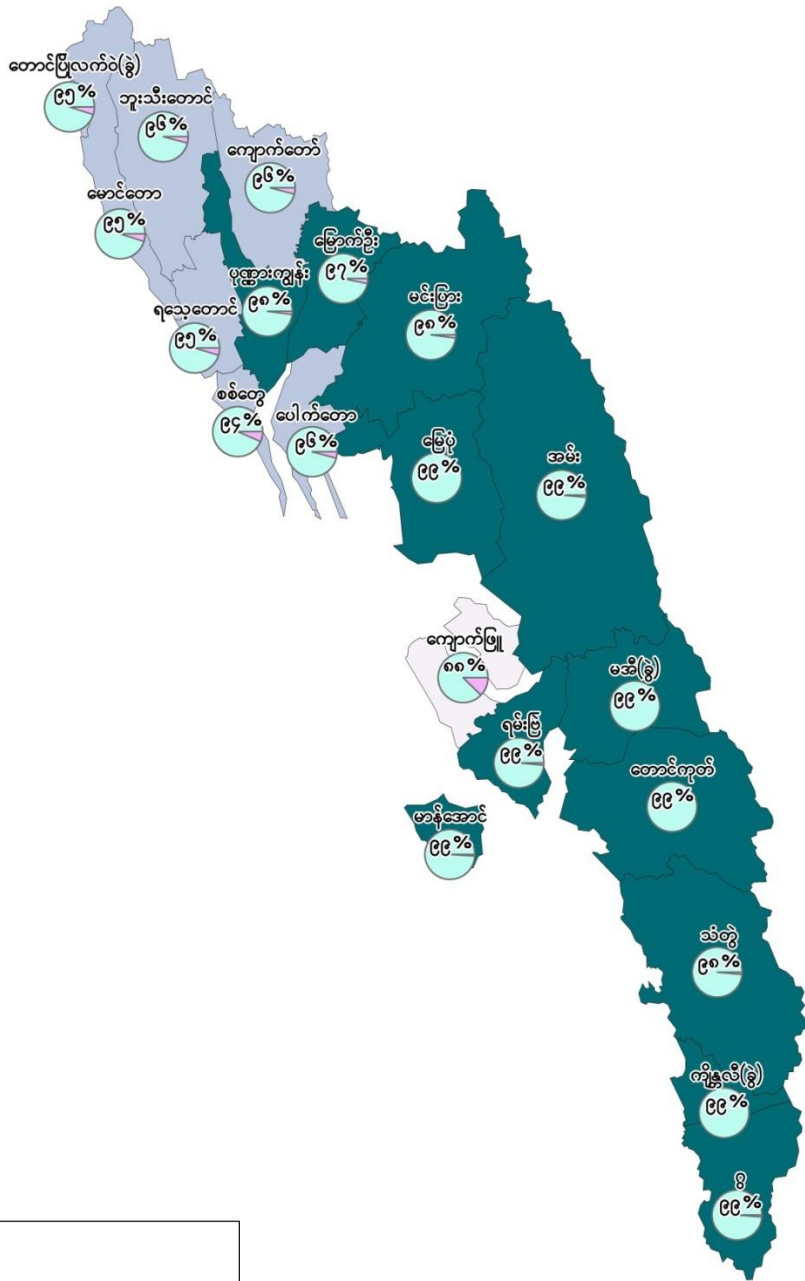 တောင်ပြိုလက်ဝဲ(ခွဲ)
၉၅%
ဘူးသီးတောင်
၉၆%
ကျောက်တော်
၉၆%
မောင်တော
၉၅%
မြောက်ဦး
၉၇%
ပုဏ္ဏားကျွန်း
၉၈%
မင်းပြား
၉၈%
ရသေ့တောင်
၉၅%
စစ်တွေ
၉၄%
ပေါက်တော
၉၆%
မြေပုံ
၉၉%
အမ်း
၉၉%
ကျောက်ဖြူ
၈၈%
မအီ(ခွဲ)
၉၉%
ရမ်းဗြဲ
၉၉%
တောင်ကုတ်
၉၉%
မာန်အောင်
၉၉%
သံတွဲ
၉၈%
ကျိန္တလီ(ခွဲ)
၉၉%
ဂွ
၉၉%